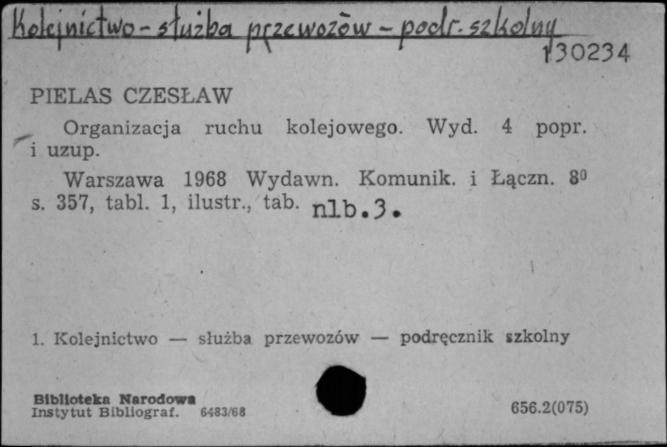 Kolejnictwo - służba przewozów - podr. szkolny
130234
PIELAS CZESŁAW
Organizacja ruchu kolejowego. Wyd. 4 popr.
i uzup.
Warszawa 1968 Wydawn. Komunik. i Łączn. 8⁰
s. 357, tabl. 1, ilustr., tab. nlb.3.
1. Kolejnictwo — służba przewozów — podręcznik szkolny
Biblioteka Narodowa
Instytut Bibliograf. 6483/68
656.2(075)